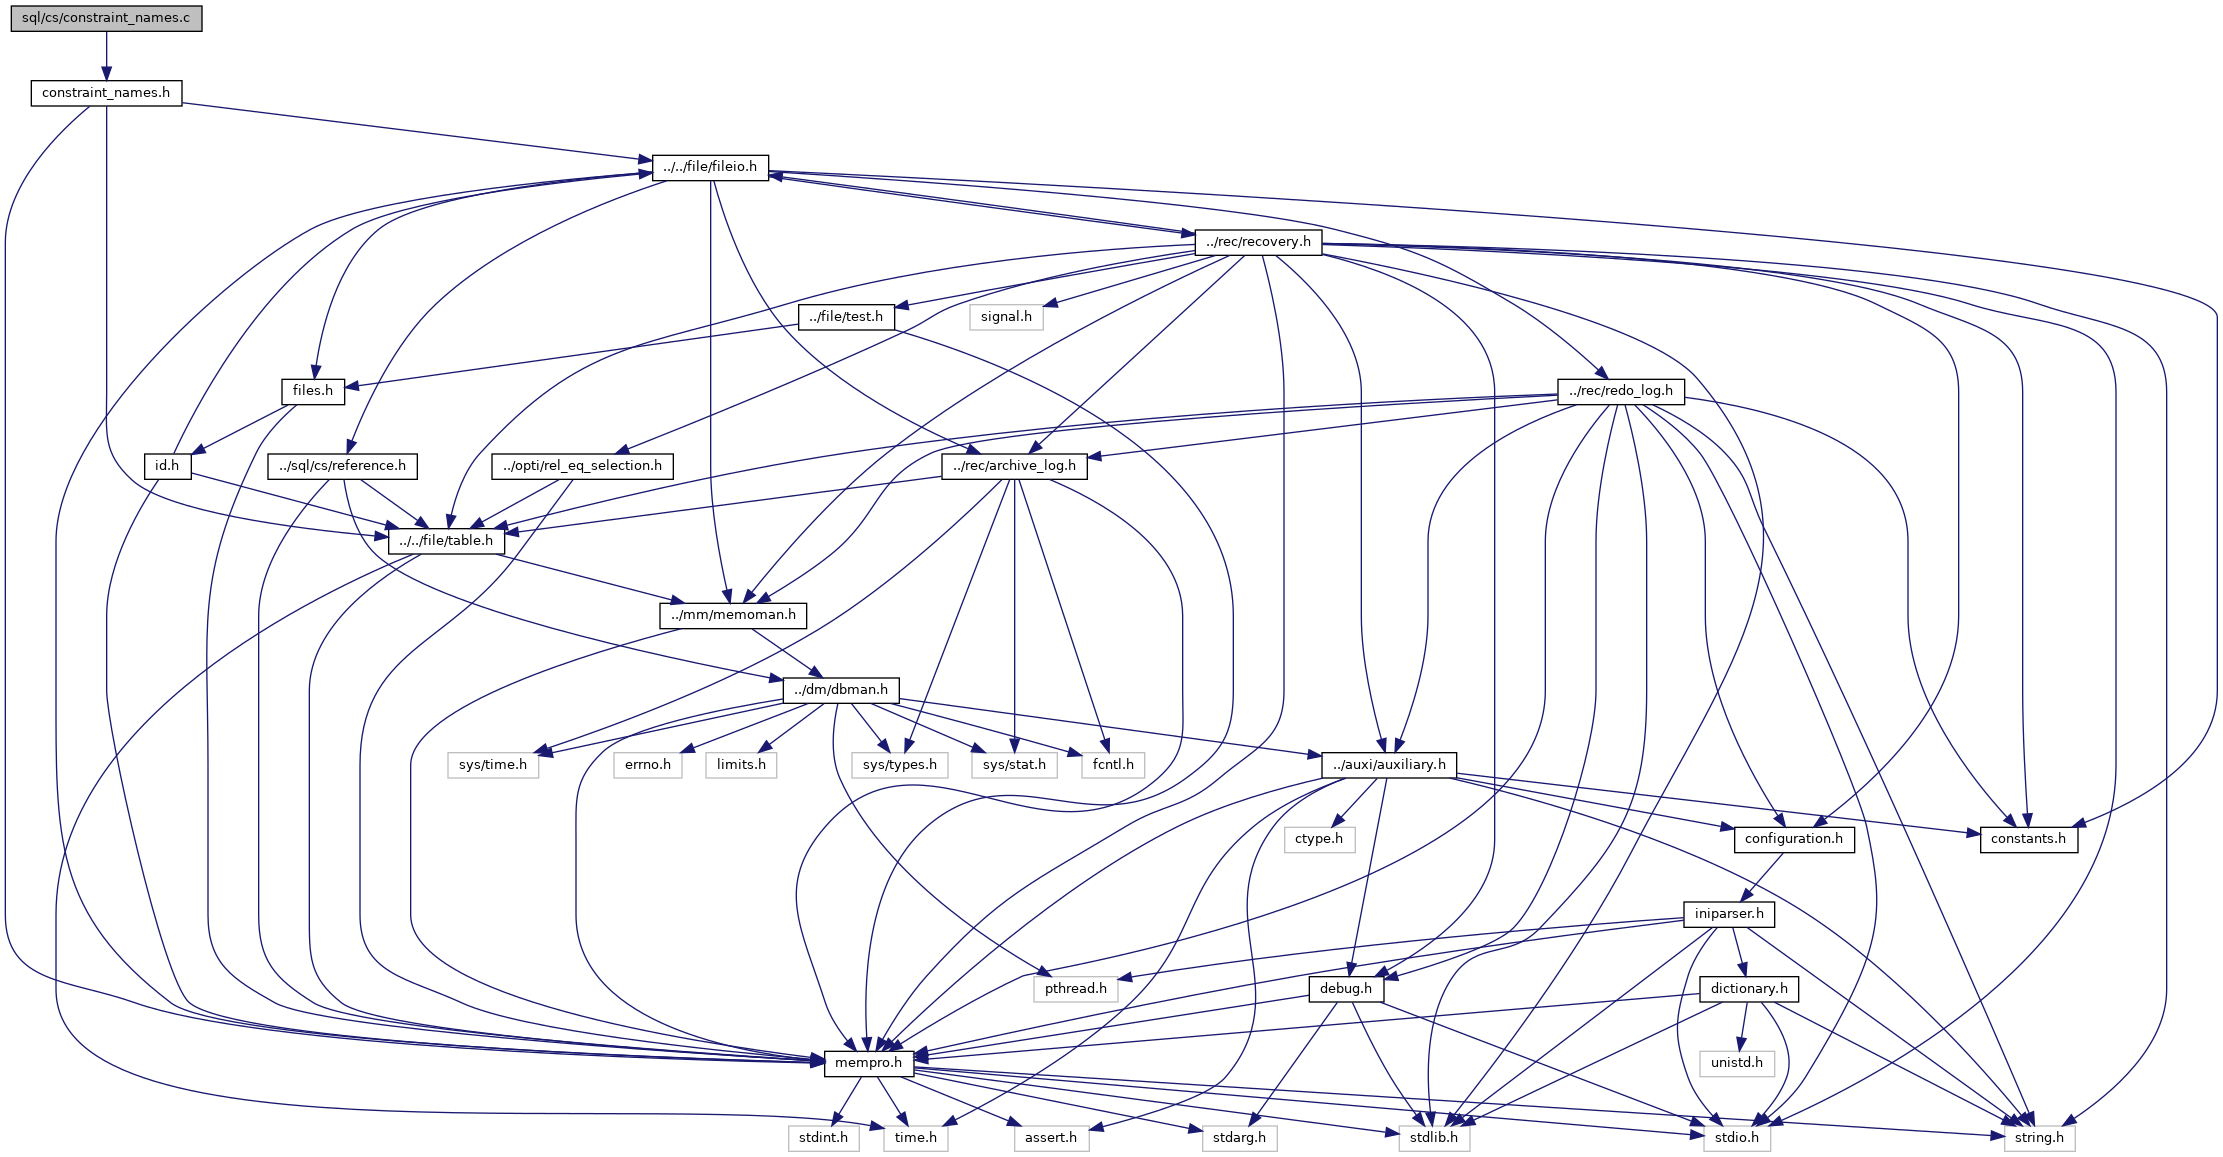 sql/cs/constraint_names.c
constraint_names.h
../../file/fileio.h
../rec/recovery.h
../file/test.h
signal.h
files.h
../rec/redo_log.h
id.h
../sql/cs/reference.h
../opti/rel_eq_selection.h
../rec/archive_log.h
../../file/table.h
../mm/memoman.h
../dm/dbman.h
sys/time.h
errno.h
limits.h
sys/types.h
sys/stat.h
fcntl.h
../auxi/auxiliary.h
ctype.h
configuration.h
constants.h
iniparser.h
pthread.h
debug.h
dictionary.h
mempro.h
unistd.h
stdint.h
time.h
assert.h
stdarg.h
stdlib.h
stdio.h
string.h